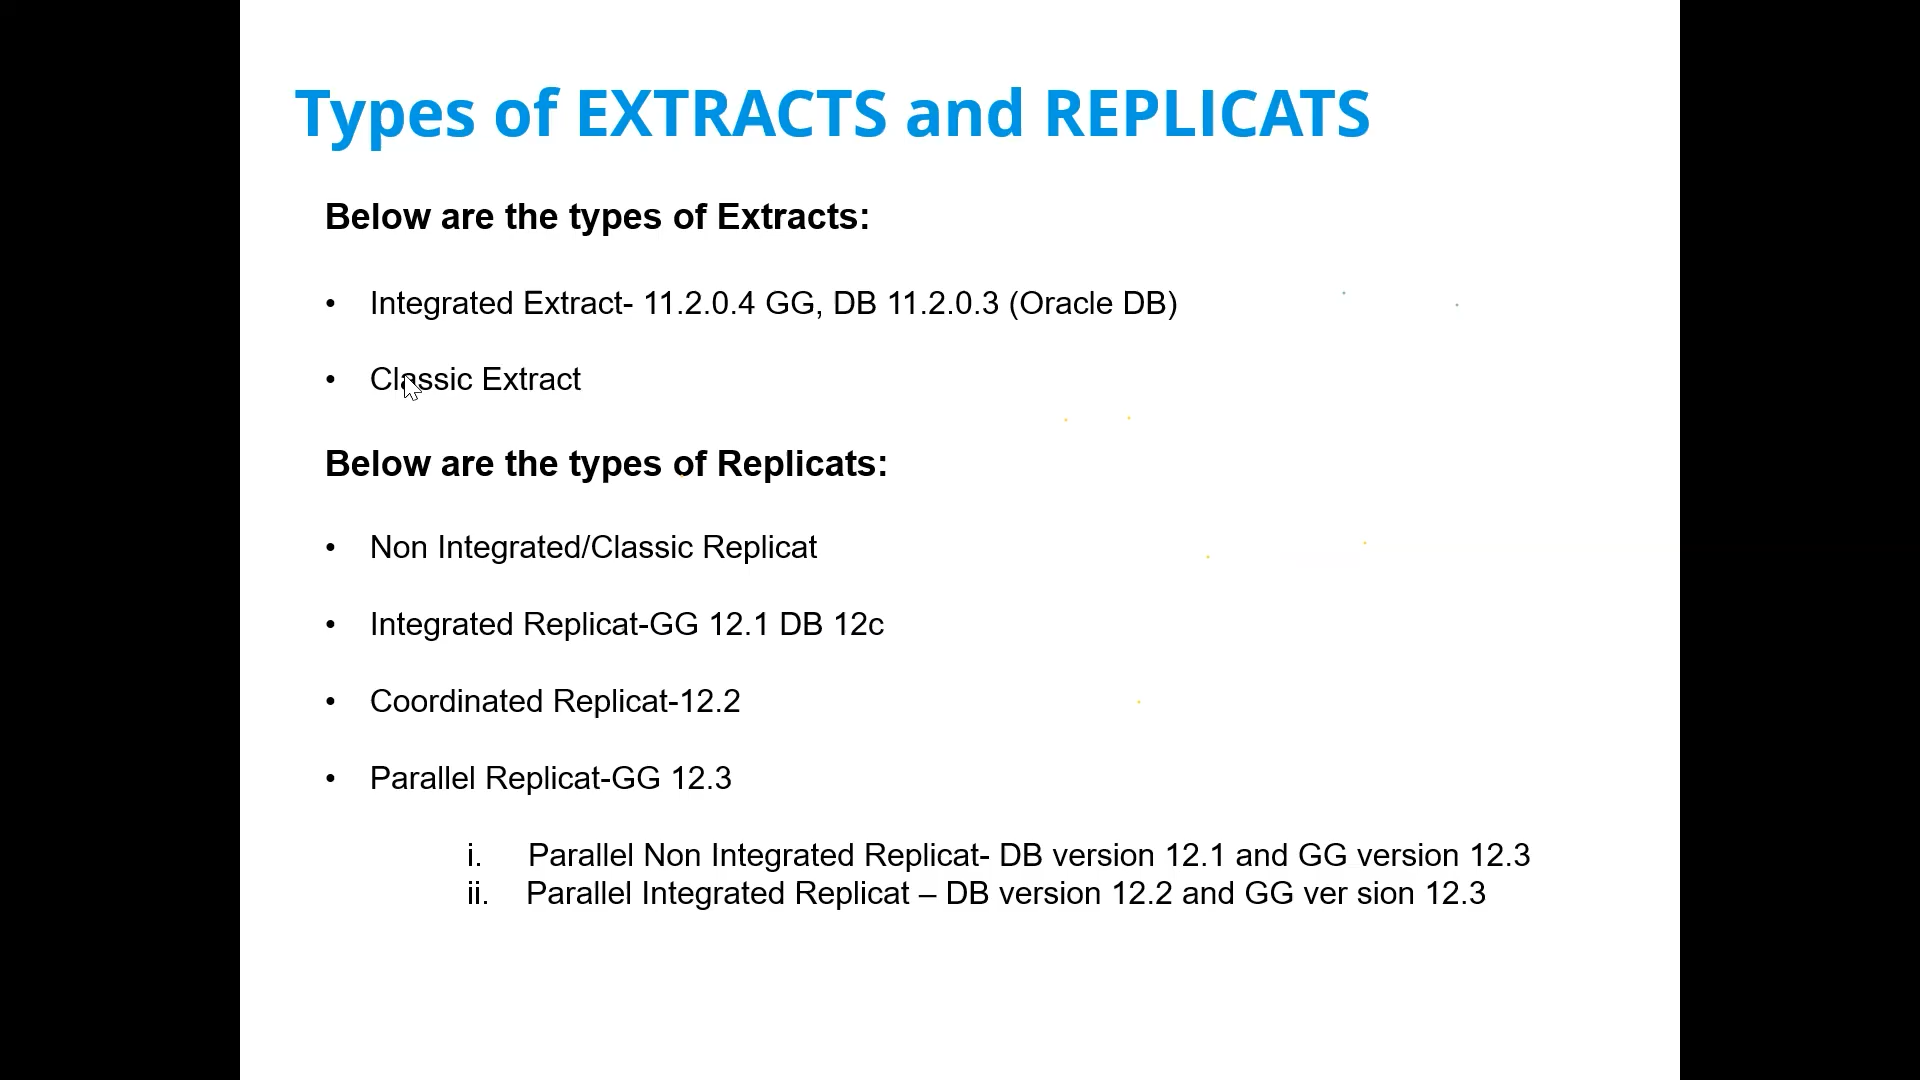 Types of EXTRACTS and REPLICATS
Below are the types of Extracts:
• Integrated Extract- 11.2.0.4 GG, DB 11.2.0.3 (Oracle DB)
• Classic Extract
Below are the types of Replicats:
• Non Integrated/Classic Replicat
• Integrated Replicat-GG 12.1 DB 12c
• Coordinated Replicat-12.2
• Parallel Replicat-GG 12.3
i. Parallel Non Integrated Replicat- DB version 12.1 and GG version 12.3
ii. Parallel Integrated Replicat – DB version 12.2 and GG ver sion 12.3